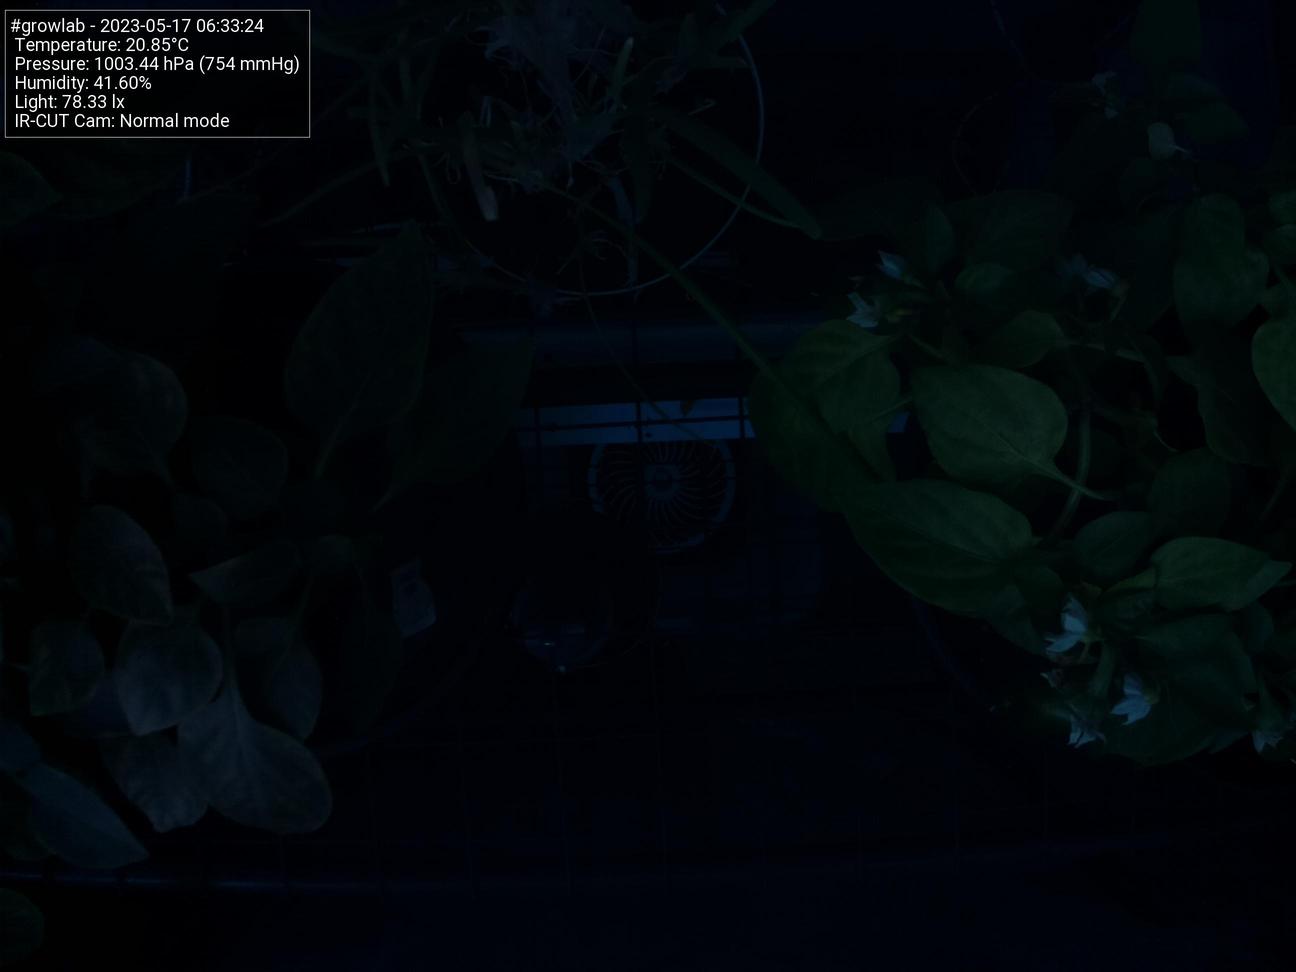 #growlab - 2023-05-17 06:33:24
Temperature: 20.85°C
Pressure: 1003.44 hPa (754 mmHg)
Humidity: 41.60%
Light: 78.33 lx
IR-CUT Cam: Normal mode